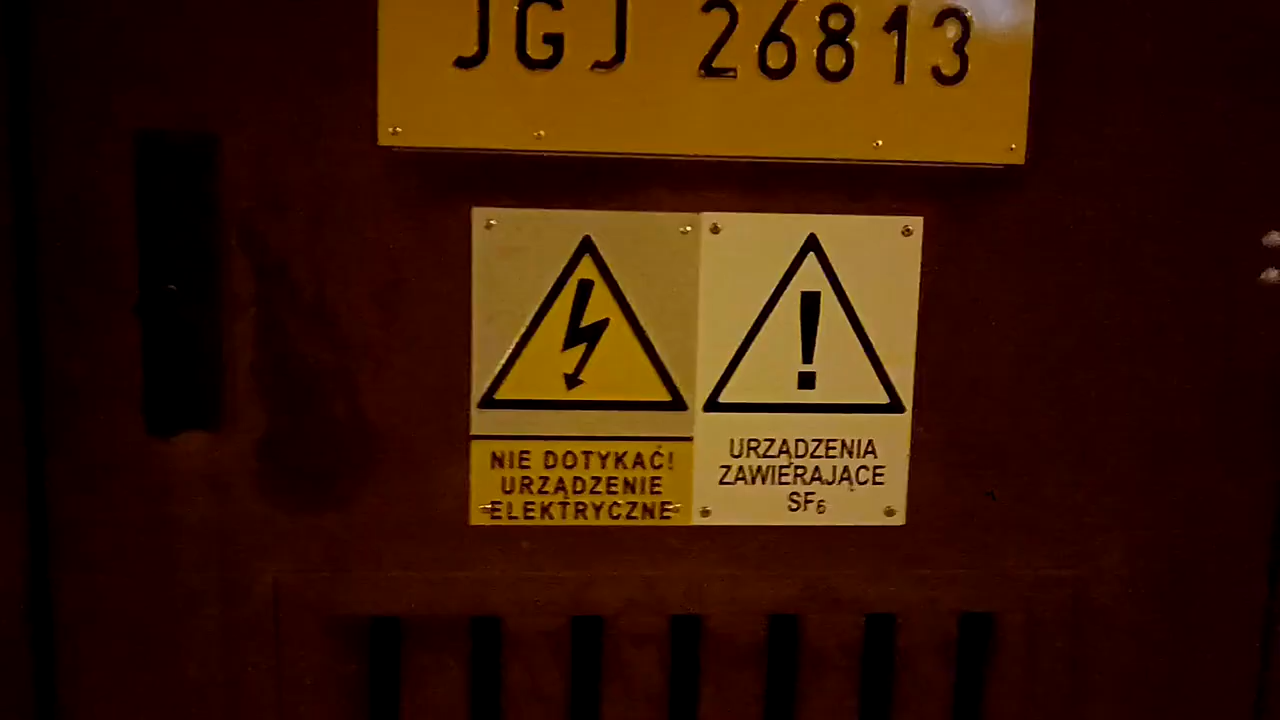 JGJ 26813
NIE DOTYKAĆ!
URZĄDZENIE
ELEKTRYCZNE
URZĄDZENIA
ZAWIERAJĄCE
SF₆